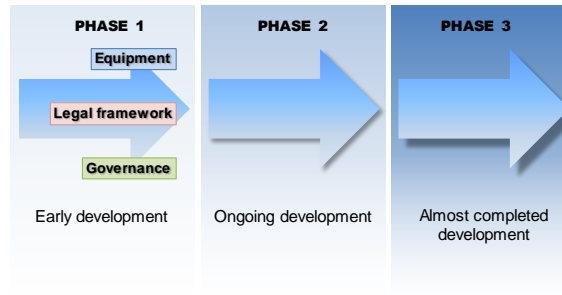 PHASE 1
Equipment
Legal framework
Governance
Early development
PHASE 2
Ongoing development
PHASE 3
Almost completed
development